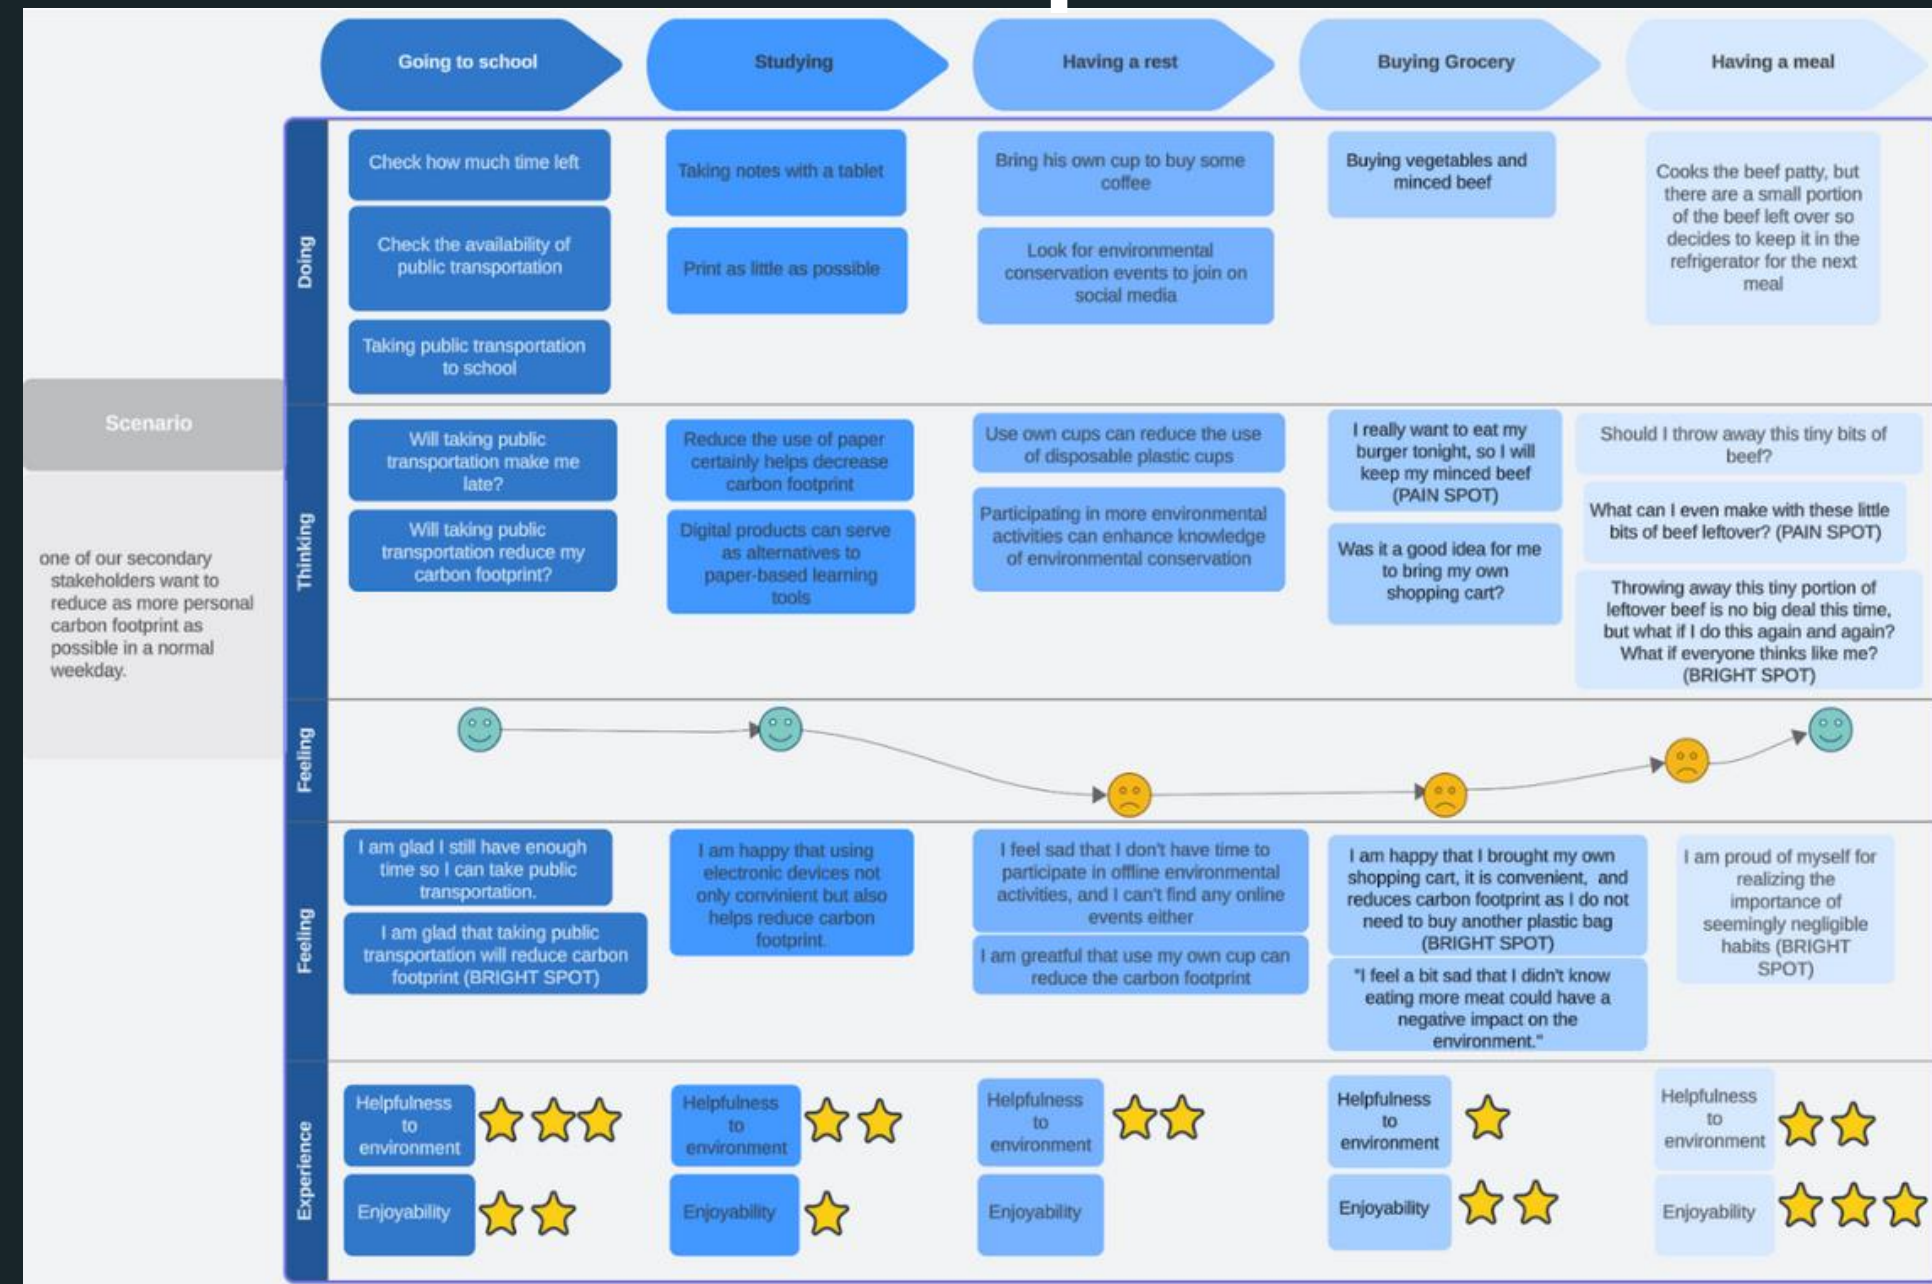 Going to school
Studying
Having a rest
Buying Grocery
Having a meal
Scenario
one of our secondary
stakeholders want to
reduce as more personal
carbon footprint as
possible in a normal
weekday.
Doing
Check how much time left
Check the availability of
public transportation
Taking public transportation
to school
Taking notes with a tablet
Print as little as possible
Bring his own cup to buy some
coffee
Look for environmental
conservation events to join on
social media
Buying vegetables and
minced beef
Cooks the beef patty, but
there are a small portion
of the beef left over so
decides to keep it in the
refrigerator for the next
meal
Thinking
Will taking public
transportation make me
late?
Will taking public
transportation reduce my
carbon footprint?
Reduce the use of paper
certainly helps decrease
carbon footprint
Digital products can serve
as alternatives to
paper-based learning
tools
Use own cups can reduce the use
of disposable plastic cups
Participating in more environmental
activities can enhance knowledge
of environmental conservation
I really want to eat my
burger tonight, so I will
keep my minced beef
(PAIN SPOT)
Was it a good idea for me
to bring my own
shopping cart?
Should I throw away this tiny bits of
beef?
What can I even make with these little
bits of beef leftover? (PAIN SPOT)
Throwing away this tiny portion of
leftover beef is no big deal this time,
but what if I do this again and again?
What if everyone thinks like me?
(BRIGHT SPOT)
Feeling
Feeling
I am glad I still have enough
time so I can take public
transportation.
I am glad that taking public
transportation will reduce carbon
footprint (BRIGHT SPOT)
I am happy that using
electronic devices not
only convinient but also
helps reduce carbon
footprint.
I feel sad that I don't have time to
participate in offline environmental
activities, and I can't find any online
events either
I am greatful that use my own cup can
reduce the carbon footprint
I am happy that I brought my own
shopping cart, it is convenient, and
reduces carbon footprint as I do not
need to buy another plastic bag
(BRIGHT SPOT)
"I feel a bit sad that I didn't know
eating more meat could have a
negative impact on the
environment."
I am proud of myself for
realizing the
importance of
seemingly negligible
habits (BRIGHT
SPOT)
Experience
Helpfulness
to
environment
Enjoyability
Helpfulness
to
environment
Enjoyability
Helpfulness
to
environment
Enjoyability
Helpfulness
to
environment
Enjoyability
Helpfulness
to
environment
Enjoyability